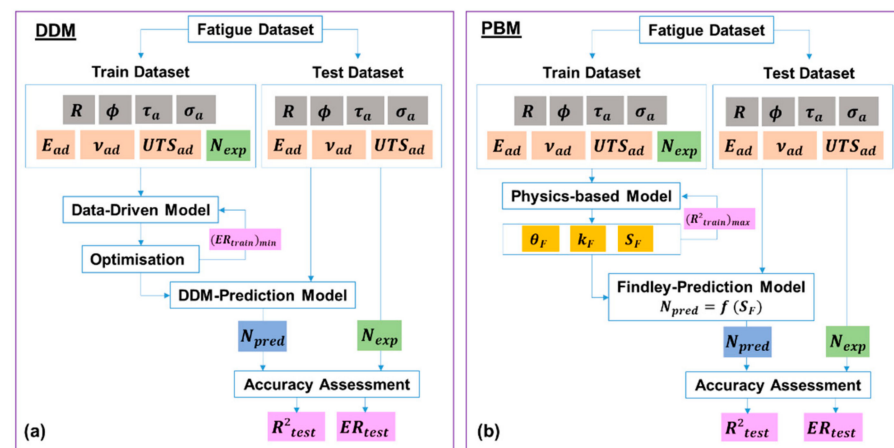 DDM
Fatigue Dataset
Train Dataset
Test Dataset
R ϕ τa σa
R ϕ τa σa
Ead νad UTSad Nexp
Ead νad UTSad
Data-Driven Model
(ERtrain)min
Optimisation
DDM-Prediction Model
Npred
Nexp
Accuracy Assessment
R²test
ERtest
(a)
PBM
Fatigue Dataset
Train Dataset
Test Dataset
R ϕ τa σa
R ϕ τa σa
Ead νad UTSad Nexp
Ead νad UTSad
Physics-based Model
(R²train)max
θF kF SF
Findley-Prediction Model
Npred = f (SF)
Npred
Nexp
Accuracy Assessment
R²test
ERtest
(b)